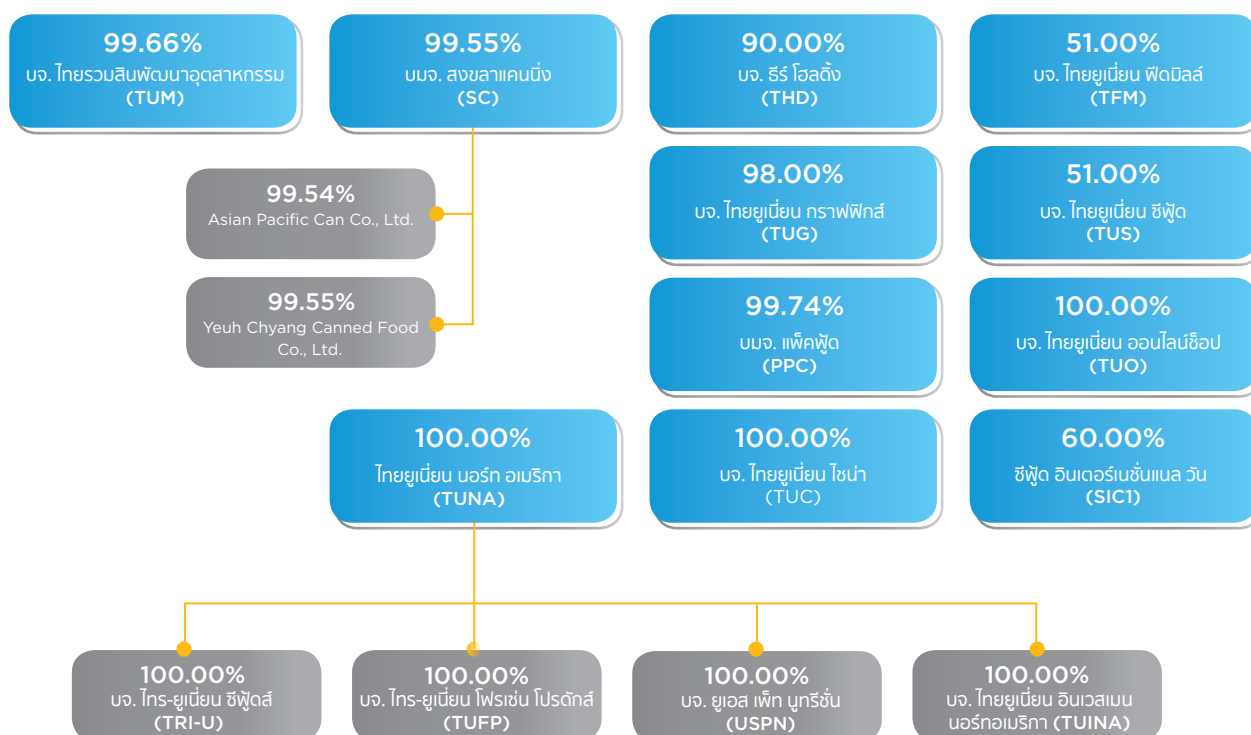 99.66%
บจ. ไทยรวมสินพัฒนาอุตสาหกรรม
(TUM)
99.55%
บมจ. สงขลาแคนนิ่ง
(SC)
90.00%
บจ. ธีร์ โฮลดิ้ง
(THD)
51.00%
บจ. ไทยยูเนี่ยน ฟีดมิลล์
(TFM)
99.54%
Asian Pacific Can Co., Ltd.
98.00%
บจ. ไทยยูเนี่ยน กราฟฟิกส์
(TUG)
51.00%
บจ. ไทยยูเนี่ยน ซีฟู้ด
(TUS)
99.55%
Yeuh Chyang Canned Food
Co., Ltd.
99.74%
บมจ. แพ็คฟู้ด
(PPC)
100.00%
บจ. ไทยยูเนี่ยน ออนไลน์ช็อป
(TUO)
100.00%
ไทยยูเนี่ยน นอร์ท อเมริกา
(TUNA)
100.00%
บจ. ไทยยูเนี่ยน ไชน่า
(TUC)
60.00%
ซีฟู้ด อินเตอร์เนชั่นแนล วัน
(SIC1)
100.00%
บจ. ไทร-ยูเนี่ยน ซีฟู้ดส์
(TRI-U)
100.00%
บจ. ไทร-ยูเนี่ยน โฟรเซ่น โปรดักส์
(TUFP)
100.00%
บจ. ยูเอส เพ็ท นูทรีชั่น
(USPN)
100.00%
บจ. ไทยยูเนี่ยน อินเวสเมน
นอร์ทอเมริกา (TUINA)